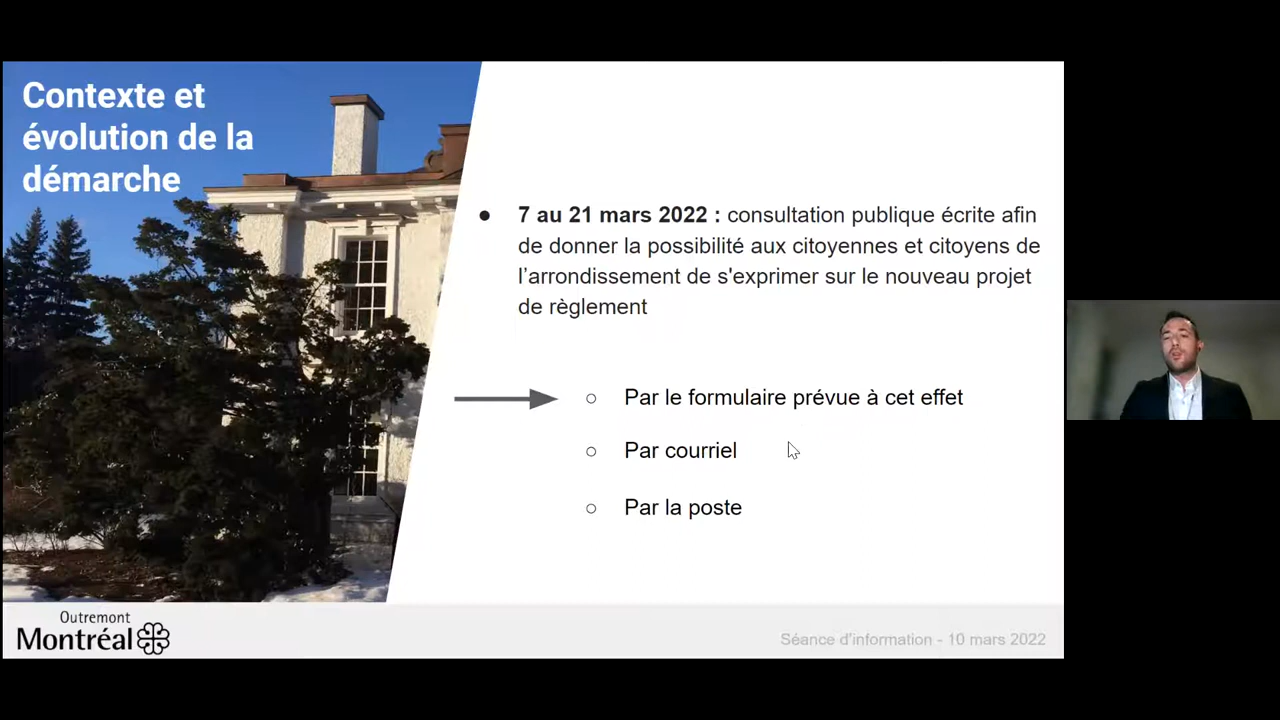 Contexte et
évolution de la
démarche
● 7 au 21 mars 2022 : consultation publique écrite afin
de donner la possibilité aux citoyennes et citoyens de
l’arrondissement de s'exprimer sur le nouveau projet
de règlement
○ Par le formulaire prévue à cet effet
○ Par courriel
○ Par la poste
Outremont
Montréal
Séance d'information - 10 mars 2022